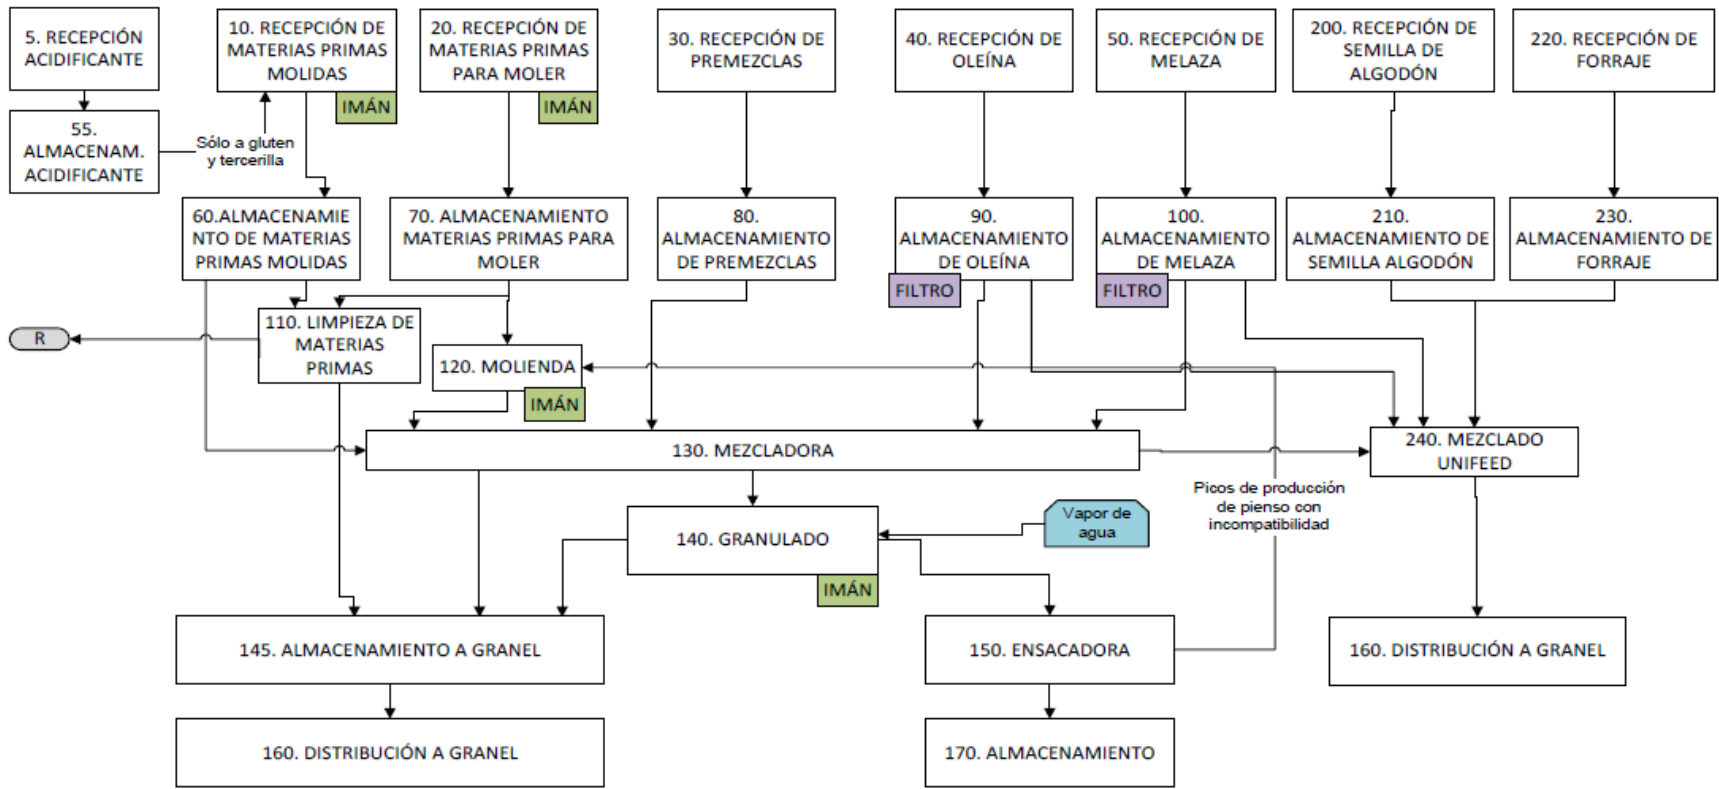 5. RECEPCIÓN
ACIDIFICANTE
10. RECEPCIÓN DE
MATERIAS PRIMAS
MOLIDAS
IMÁN
20. RECEPCIÓN DE
MATERIAS PRIMAS
PARA MOLER
IMÁN
30. RECEPCIÓN DE
PREMEZCLAS
40. RECEPCIÓN DE
OLEÍNA
50. RECEPCIÓN DE
MELAZA
200. RECEPCIÓN DE
SEMILLA DE
ALGODÓN
220. RECEPCIÓN DE
FORRAJE
55.
ALMACENAM.
ACIDIFICANTE
Sólo a gluten
y tercerilla
60.ALMACENAMIE
NTO DE MATERIAS
PRIMAS MOLIDAS
70. ALMACENAMIENTO
MATERIAS PRIMAS PARA
MOLER
80.
ALMACENAMIENTO
DE PREMEZCLAS
90.
ALMACENAMIENTO
DE OLEÍNA
FILTRO
100.
ALMACENAMIENTO
DE MELAZA
FILTRO
210.
ALMACENAMIENTO DE
SEMILLA ALGODÓN
230.
ALMACENAMIENTO DE
FORRAJE
R
110. LIMPIEZA DE
MATERIAS
PRIMAS
120. MOLIENDA
IMÁN
130. MEZCLADORA
240. MEZCLADO
UNIFEED
Picos de producción
de pienso con
incompatibilidad
140. GRANULADO
IMÁN
Vapor de
agua
145. ALMACENAMIENTO A GRANEL
150. ENSACADORA
160. DISTRIBUCIÓN A GRANEL
160. DISTRIBUCIÓN A GRANEL
170. ALMACENAMIENTO